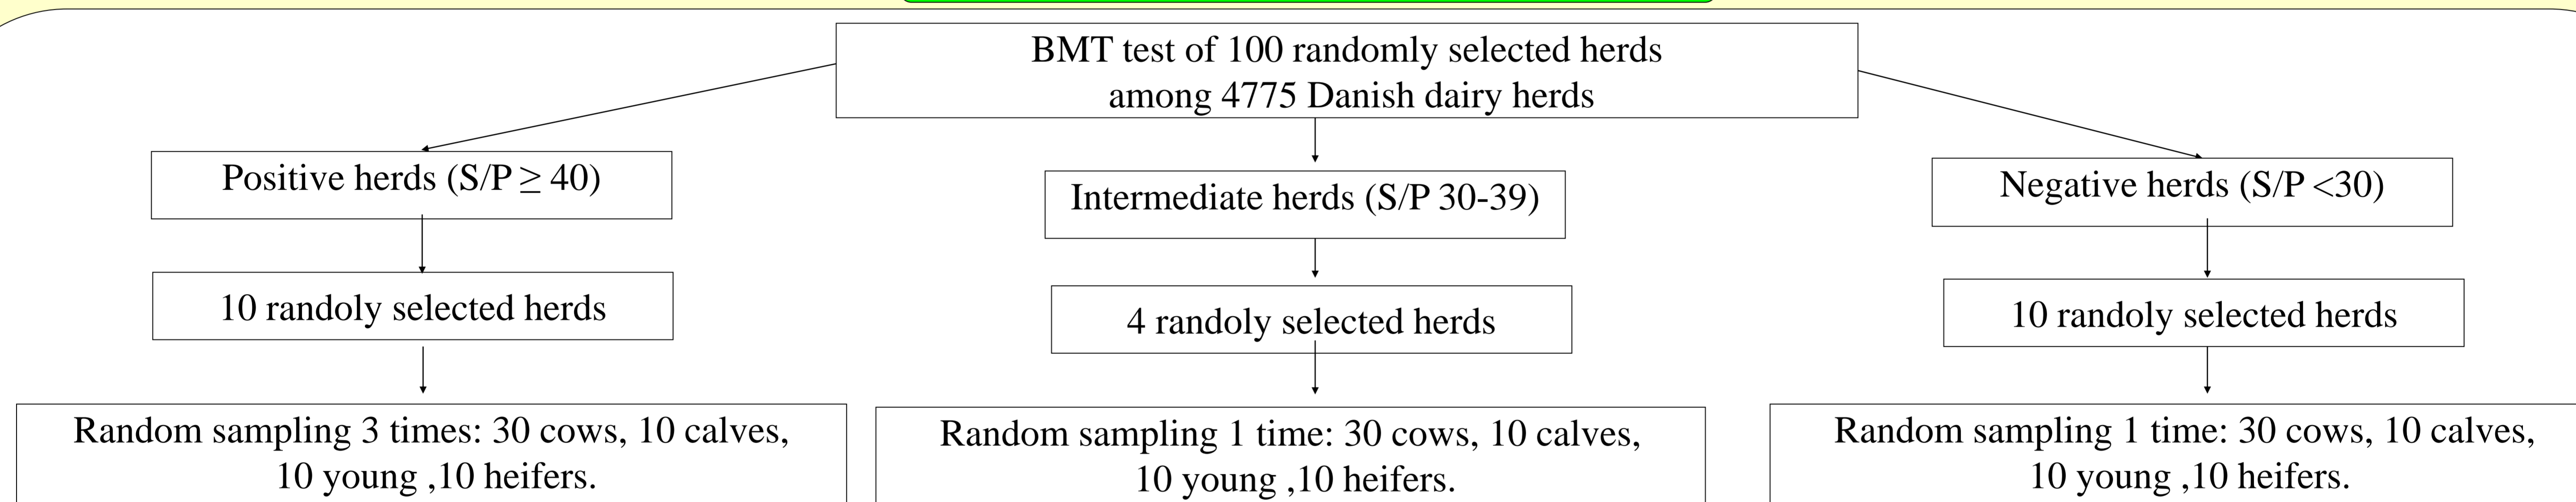 BMT test of 100 randomly selected herds
among 4775 Danish dairy herds
Positive herds (S/P ≥ 40)
Intermediate herds (S/P 30-39)
Negative herds (S/P <30)
10 randoly selected herds
4 randoly selected herds
10 randoly selected herds
Random sampling 3 times: 30 cows, 10 calves,
10 young ,10 heifers.
Random sampling 1 time: 30 cows, 10 calves,
10 young ,10 heifers.
Random sampling 1 time: 30 cows, 10 calves,
10 young ,10 heifers.